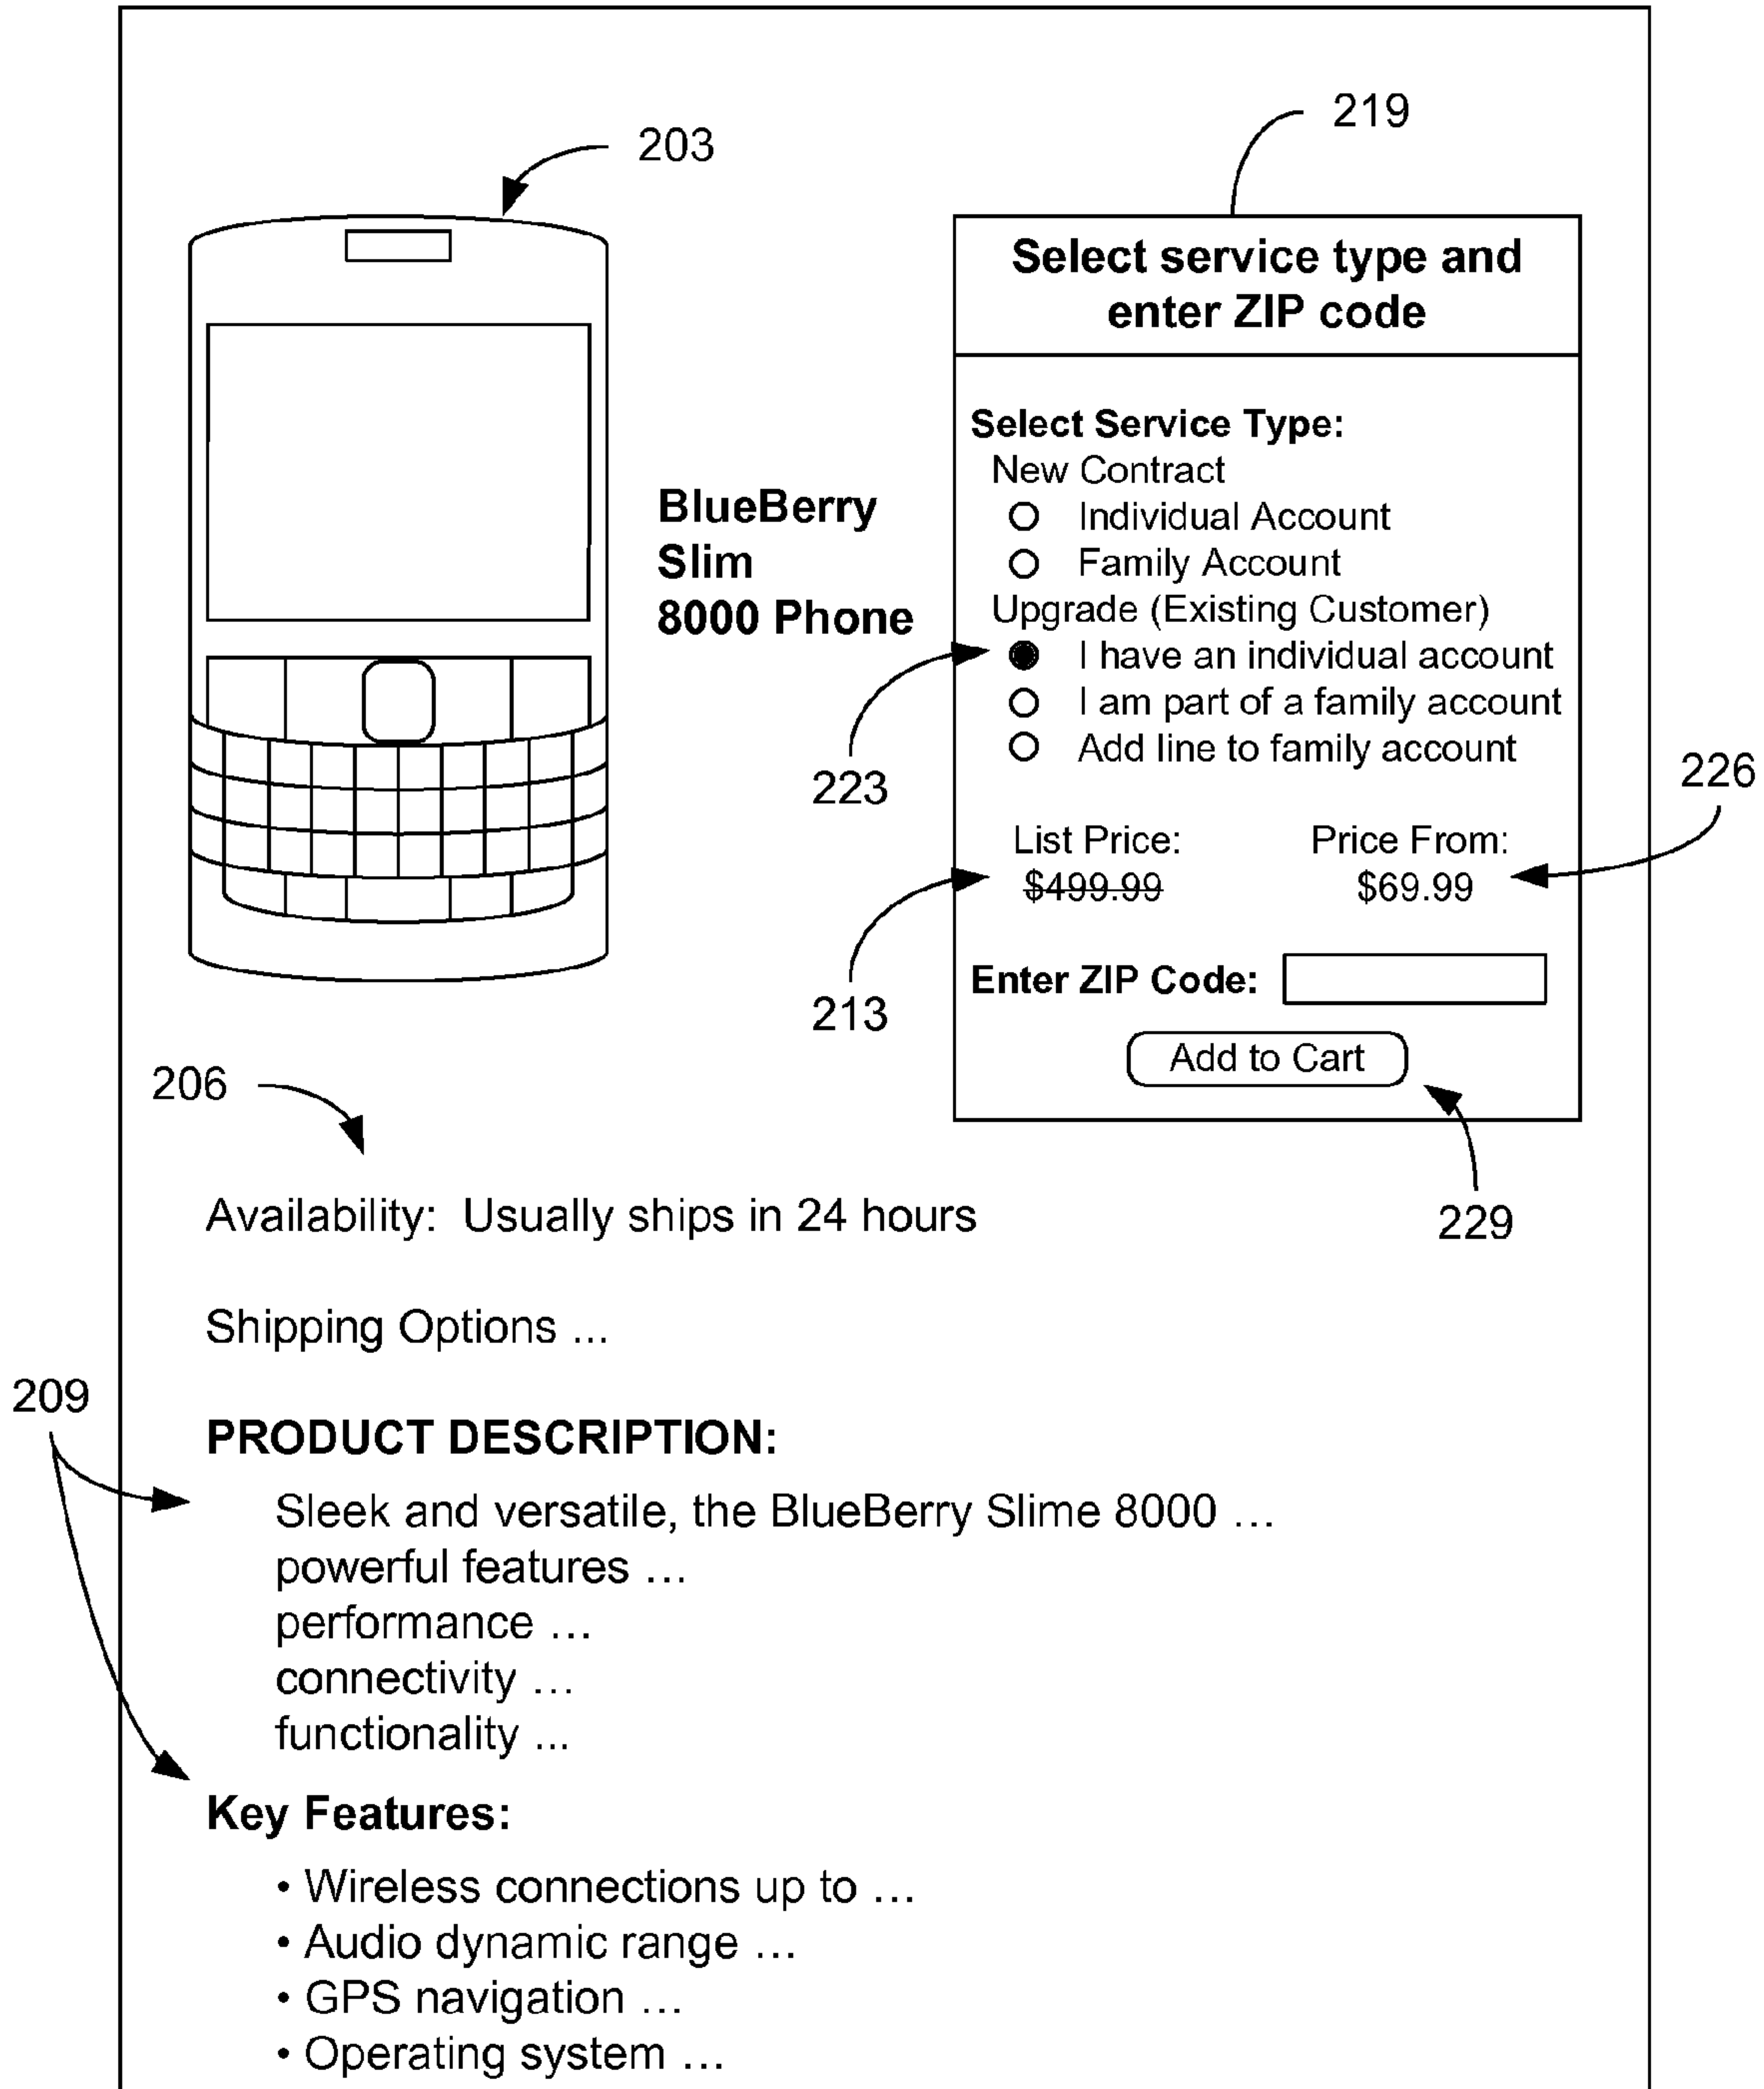 203
219
Select service type and
enter ZIP code
BlueBerry
Slim
8000 Phone
Select Service Type:
New Contract
Individual Account
Family Account
Upgrade (Existing Customer)
I have an individual account
I am part of a family account
Add line to family account
223
226
List Price:
Price From:
$499.99
$69.99
213
Enter ZIP Code:
Add to Cart
229
206
Availability: Usually ships in 24 hours
Shipping Options ...
209
PRODUCT DESCRIPTION:
Sleek and versatile, the BlueBerry Slime 8000 ...
powerful features ...
performance ...
connectivity ...
functionality ...
Key Features:
• Wireless connections up to ...
• Audio dynamic range ...
• GPS navigation ...
• Operating system ...